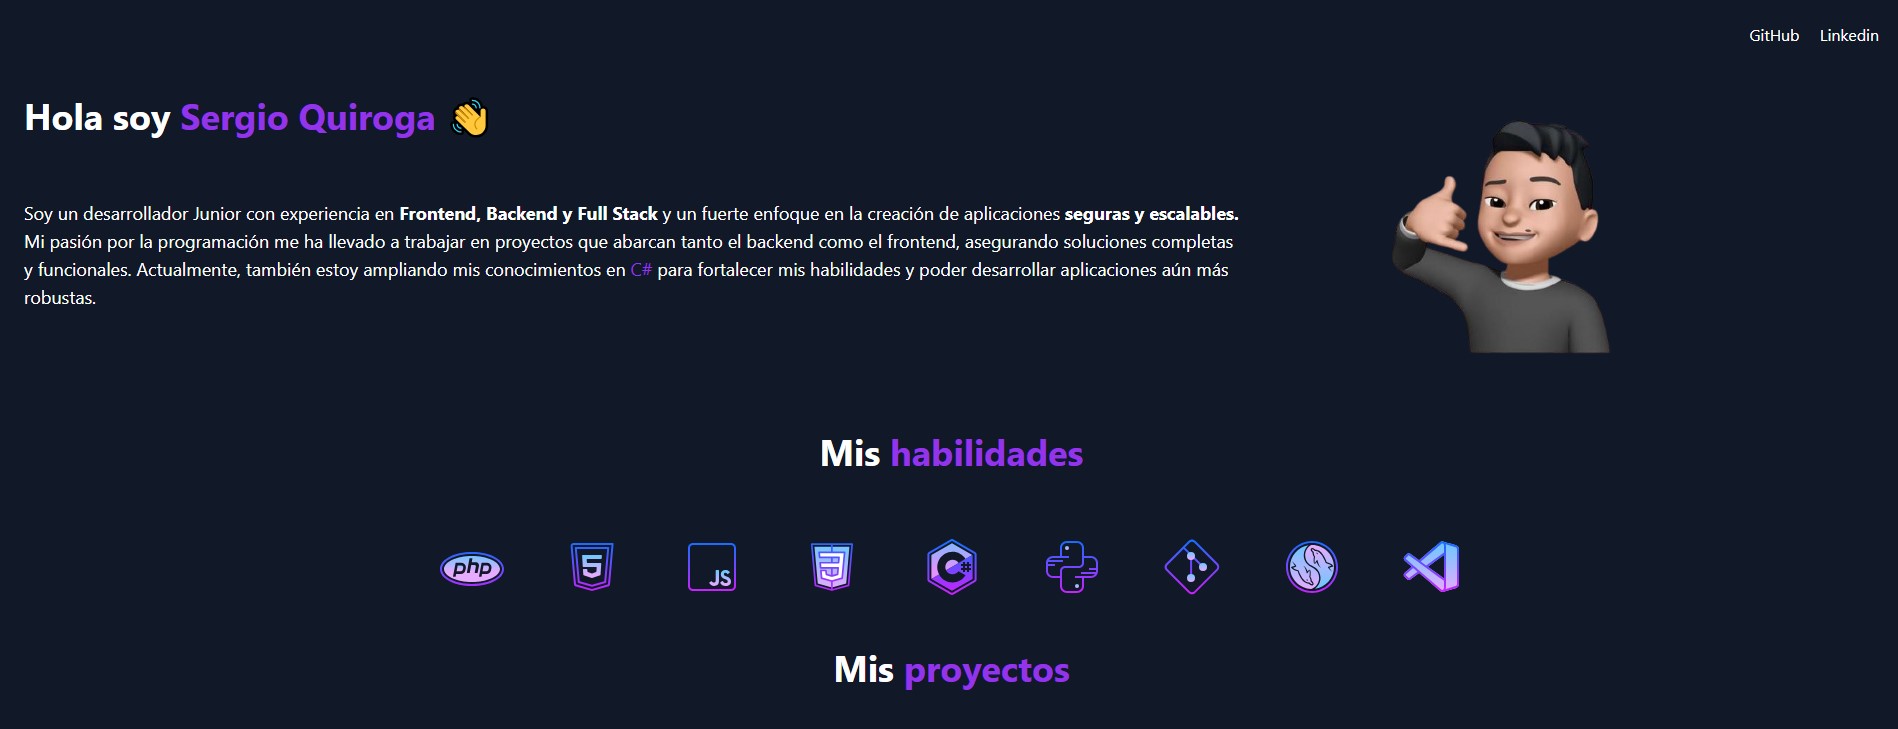 GitHub Linkedin
Hola soy Sergio Quiroga 👋
Soy un desarrollador Junior con experiencia en Frontend, Backend y Full Stack y un fuerte enfoque en la creación de aplicaciones seguras y escalables.
Mi pasión por la programación me ha llevado a trabajar en proyectos que abarcan tanto el backend como el frontend, asegurando soluciones completas
y funcionales. Actualmente, también estoy ampliando mis conocimientos en C# para fortalecer mis habilidades y poder desarrollar aplicaciones aún más
robustas.
Mis habilidades
php 5 JS 3 C#
Mis proyectos